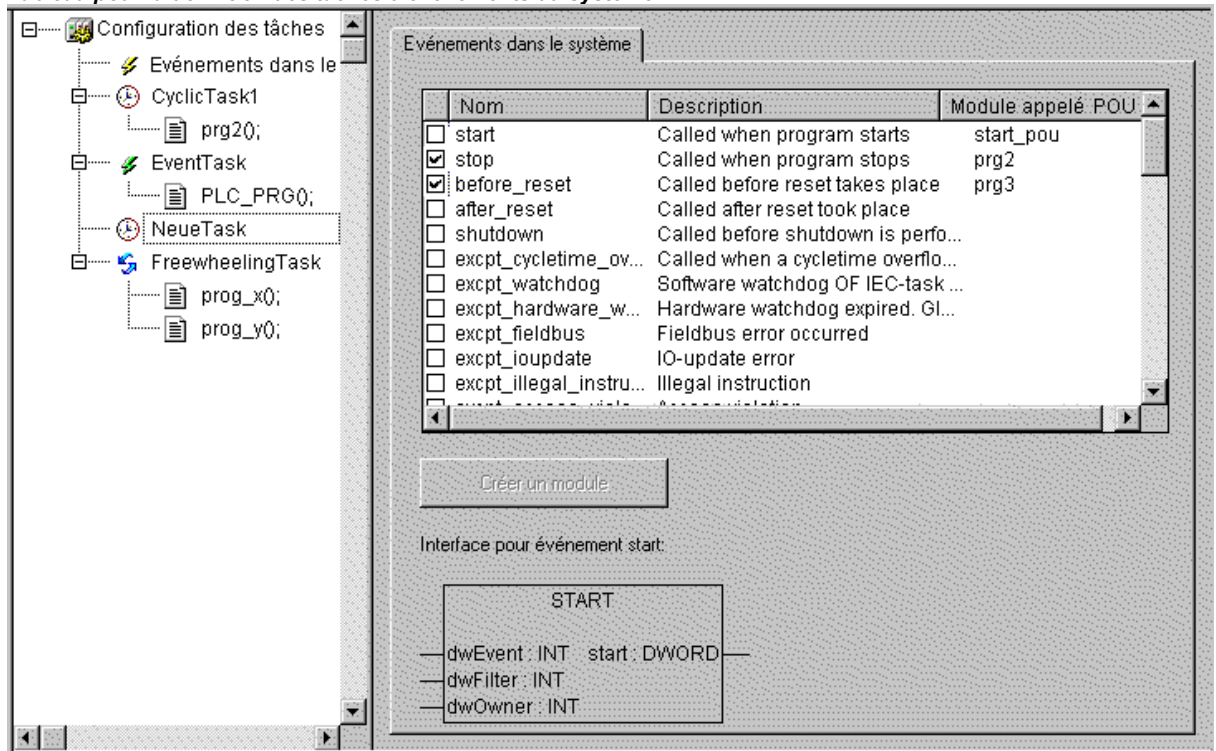 Configuration des tâches
Evénements dans le
CyclicTask1
prg2();
EventTask
PLC_PRG();
NeueTask
FreewheelingTask
prog_x();
prog_y();
Evénements dans le système
Nom Description Module appelé POU
start Called when program starts start_pou
stop Called when program stops prg2
before_reset Called before reset takes place prg3
after_reset Called after reset took place
shutdown Called before shutdown is perfo...
excpt_cycletime_ov... Called when a cycletime overflo...
excpt_watchdog Software watchdog OF IEC-task ...
excpt_hardware_w... Hardware watchdog expired. Gl...
excpt_fieldbus Fieldbus error occurred
excpt_ioupdate IO-update error
excpt_illegal_instru... Illegal instruction
Créer un module
Interface pour événement start:
START
dwEvent : INT start : DWORD
dwFilter : INT
dwOwner : INT